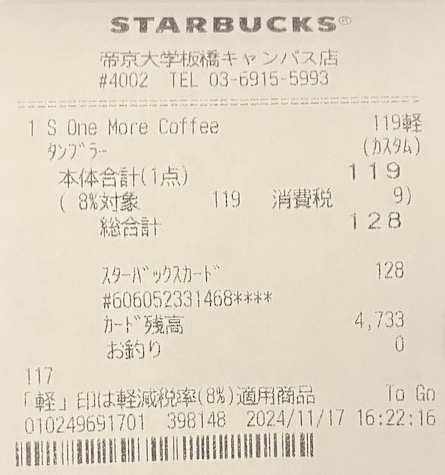 STARBUCKS®
帝京大学板橋キャンパス店
#4002 TEL 03-6915-5993
1 S One More Coffee 119軽
ﾀﾝﾌﾞﾗｰ (ｶｽﾀﾑ)
本体合計(1点) 119
( 8%対象 119 消費税 9)
総合計 128
ｽﾀｰﾊﾞｯｸｽｶｰﾄﾞ 128
#606052331468****
ｶｰﾄﾞ残高 4,733
お釣り 0
117
「軽」印は軽減税率(8%)適用商品 To Go
010249691701 398148 2024/11/17 16:22:16